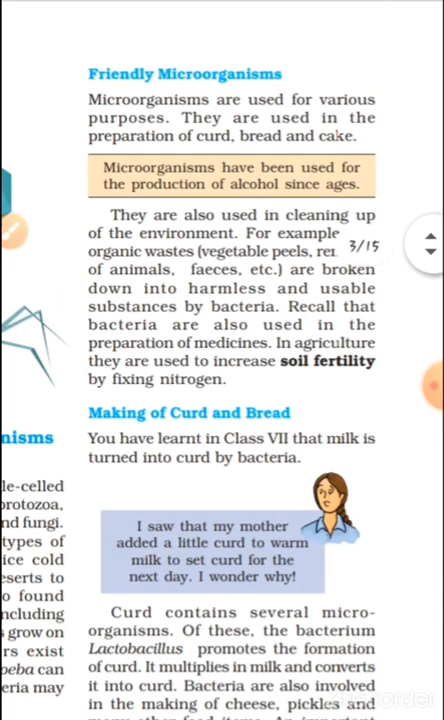 Friendly Microorganisms
Microorganisms are used for various
purposes. They are used in the
preparation of curd, bread and cake.
Microorganisms have been used for
the production of alcohol since ages.
They are also used in cleaning up
of the environment. For example
organic wastes (vegetable peels, rem
3/15
of animals, faeces, etc.) are broken
down into harmless and usable
substances by bacteria. Recall that
bacteria are also used in the
preparation of medicines. In agriculture
they are used to increase soil fertility
by fixing nitrogen.
Making of Curd and Bread
You have learnt in Class VII that milk is
turned into curd by bacteria.
I saw that my mother
added a little curd to warm
milk to set curd for the
next day. I wonder why!
Curd contains several micro-
organisms. Of these, the bacterium
Lactobacillus promotes the formation
of curd. It multiplies in milk and converts
it into curd. Bacteria are also involved
in the making of cheese, pickles and
nisms
le-celled
protozoa,
nd fungi.
types of
ice cold
eserts to
o found
ncluding
s grow on
rs exist
oeba can
eria may